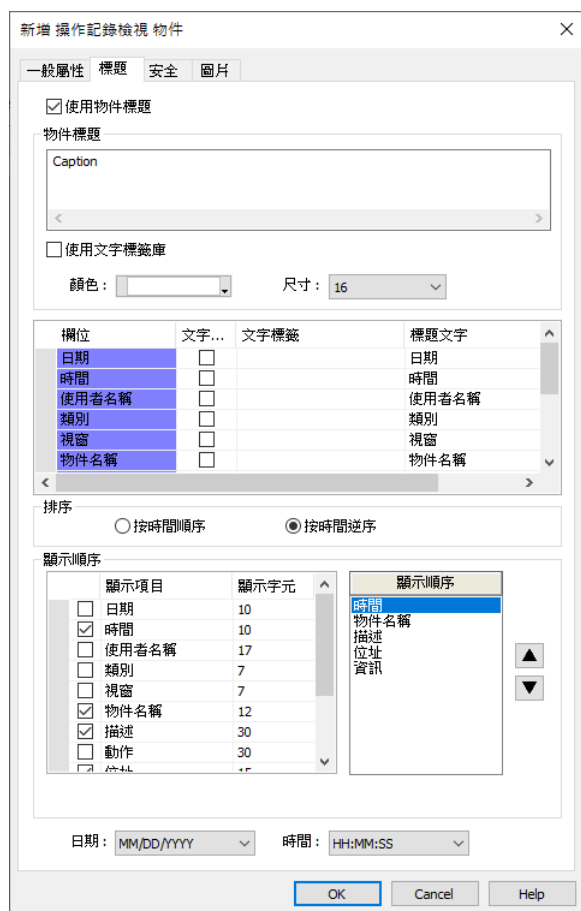 新增 操作記錄檢視 物件
一般屬性 標題 安全 圖片
使用物件標題
物件標題
Caption
使用文字標籤庫
顏色： 尺寸： 16
欄位 文字... 文字標籤 標題文字
日期 日期
時間 時間
使用者名稱 使用者名稱
類別 類別
視窗 視窗
物件名稱 物件名稱
排序
按時間順序 按時間逆序
顯示順序
顯示項目 顯示字元 顯示順序
日期 10 時間
時間 10 物件名稱
使用者名稱 17 描述
類別 7 位址
視窗 7 資訊
物件名稱 12
描述 30
動作 30
位址 15
日期： MM/DD/YYYY 時間： HH:MM:SS
OK Cancel Help